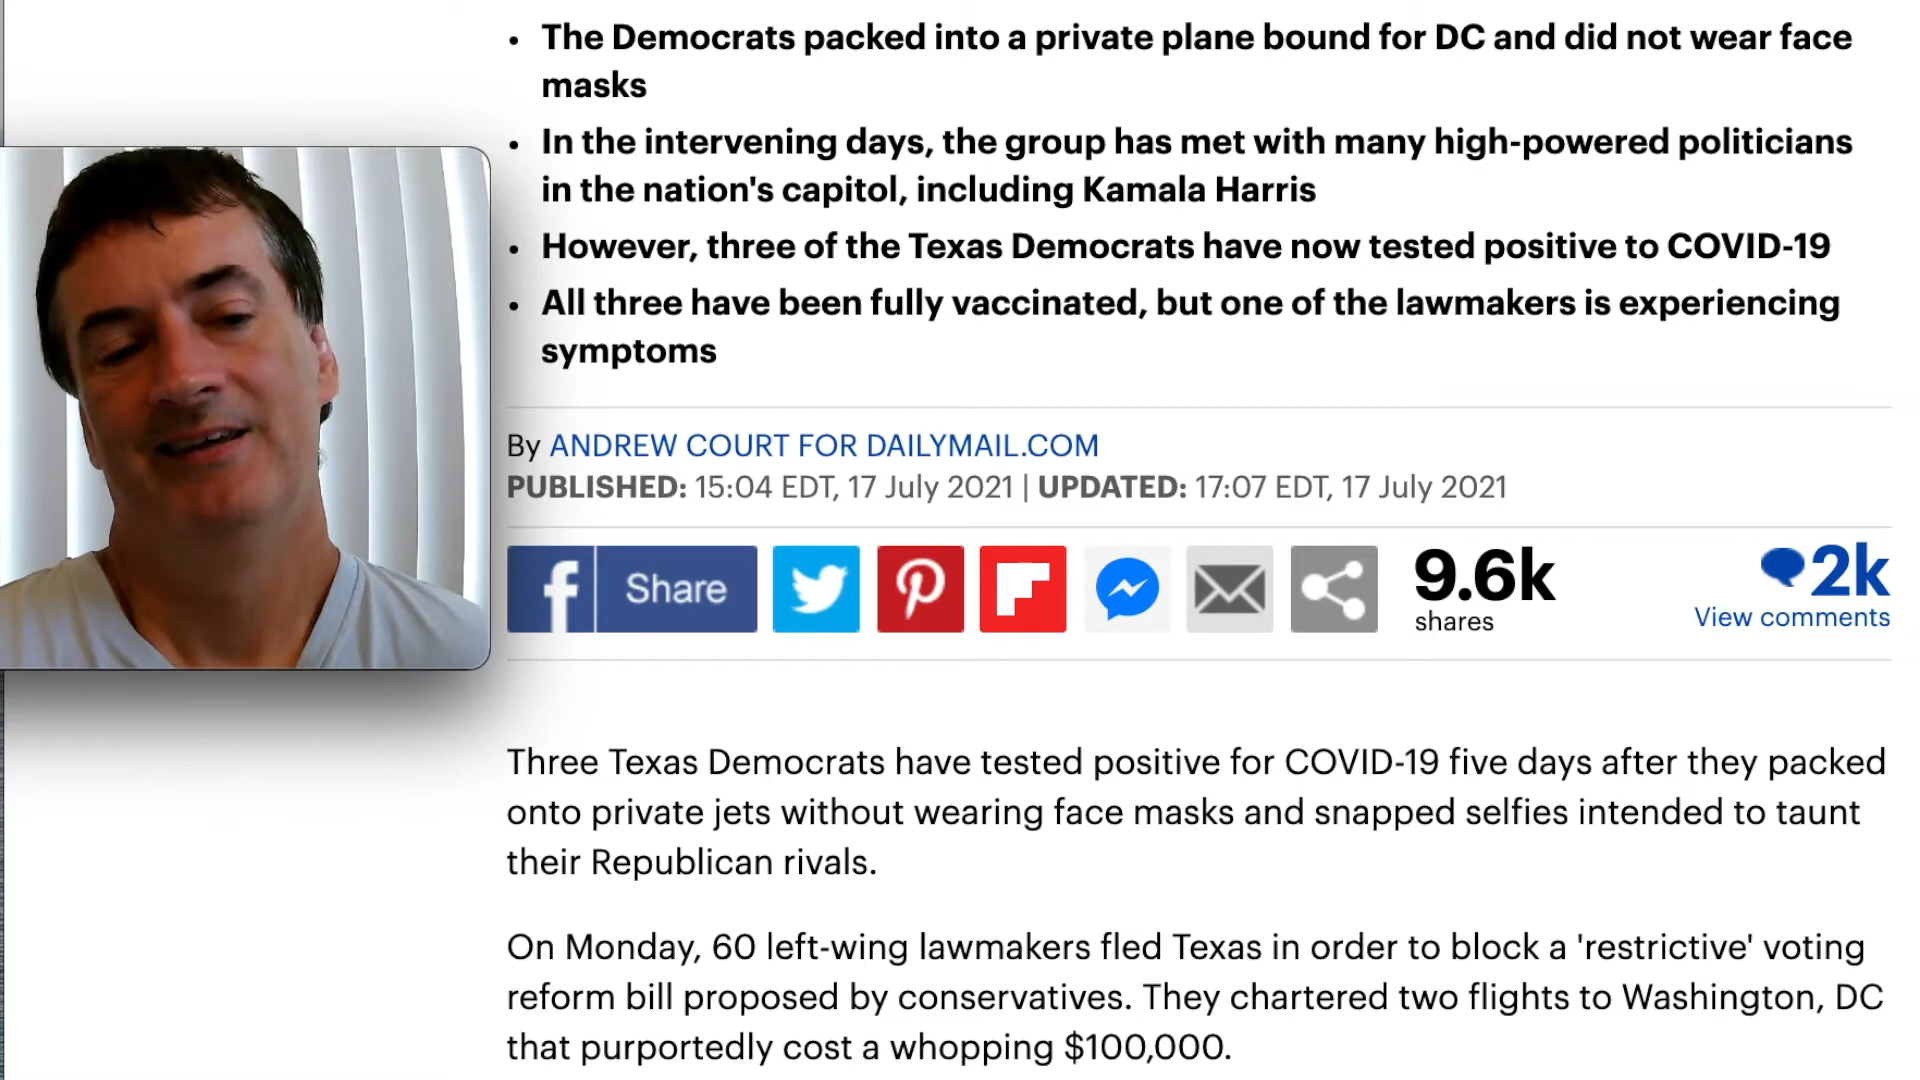 • The Democrats packed into a private plane bound for DC and did not wear face
masks
• In the intervening days, the group has met with many high-powered politicians
in the nation's capitol, including Kamala Harris
• However, three of the Texas Democrats have now tested positive to COVID-19
• All three have been fully vaccinated, but one of the lawmakers is experiencing
symptoms
By ANDREW COURT FOR DAILYMAIL.COM
PUBLISHED: 15:04 EDT, 17 July 2021 | UPDATED: 17:07 EDT, 17 July 2021
Share
9.6k
shares
2k
View comments
Three Texas Democrats have tested positive for COVID-19 five days after they packed
onto private jets without wearing face masks and snapped selfies intended to taunt
their Republican rivals.
On Monday, 60 left-wing lawmakers fled Texas in order to block a 'restrictive' voting
reform bill proposed by conservatives. They chartered two flights to Washington, DC
that purportedly cost a whopping $100,000.